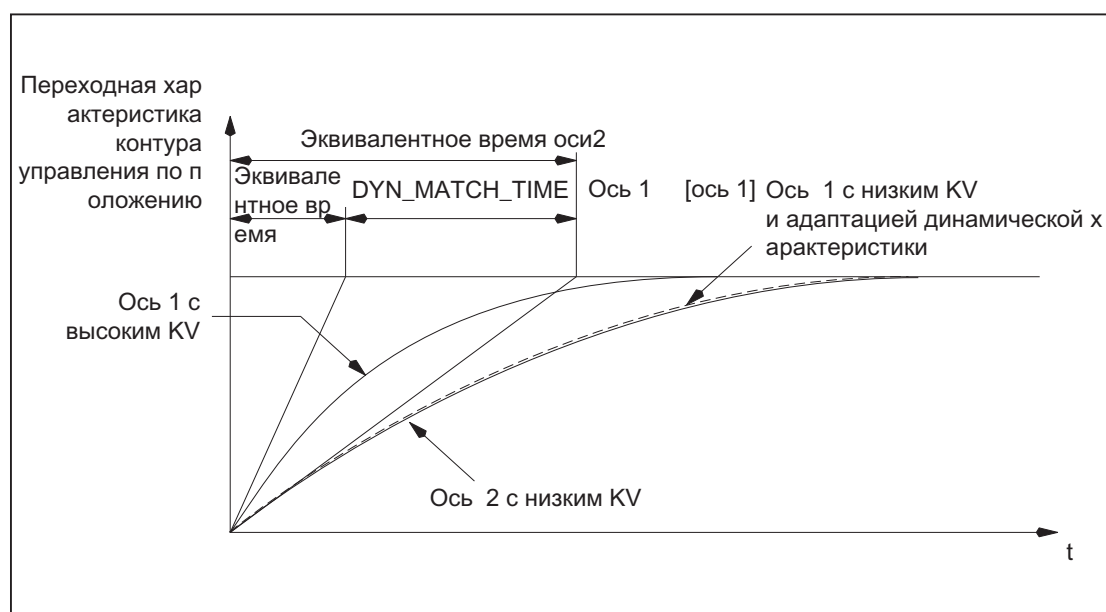 Переходная хар
актеристика
контура
управления по п
оложению
Эквивалентное время оси2
Эквивале
нтное вр
емя
DYN_MATCH_TIME
Ось 1
[ось 1]
Ось 1 с низким KV
и адаптацией динамической х
арактеристики
Ось 1 с
высоким KV
Ось 2 с низким KV
t